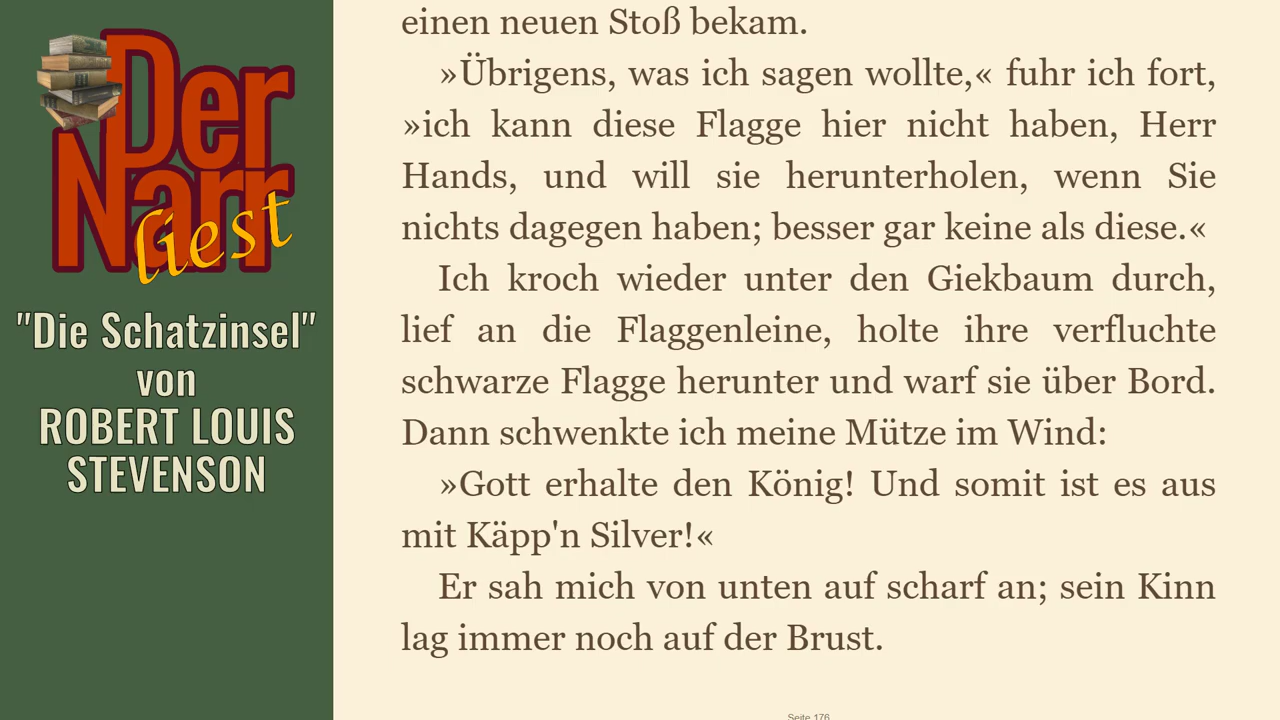 Der
Narr
liest
"Die Schatzinsel"
von
ROBERT LOUIS
STEVENSON
einen neuen Stoß bekam.
»Übrigens, was ich sagen wollte,« fuhr ich fort,
»ich kann diese Flagge hier nicht haben, Herr
Hands, und will sie herunterholen, wenn Sie
nichts dagegen haben; besser gar keine als diese.«
Ich kroch wieder unter den Giekbaum durch,
lief an die Flaggenleine, holte ihre verfluchte
schwarze Flagge herunter und warf sie über Bord.
Dann schwenkte ich meine Mütze im Wind:
»Gott erhalte den König! Und somit ist es aus
mit Käpp'n Silver!«
Er sah mich von unten auf scharf an; sein Kinn
lag immer noch auf der Brust.
Seite 176